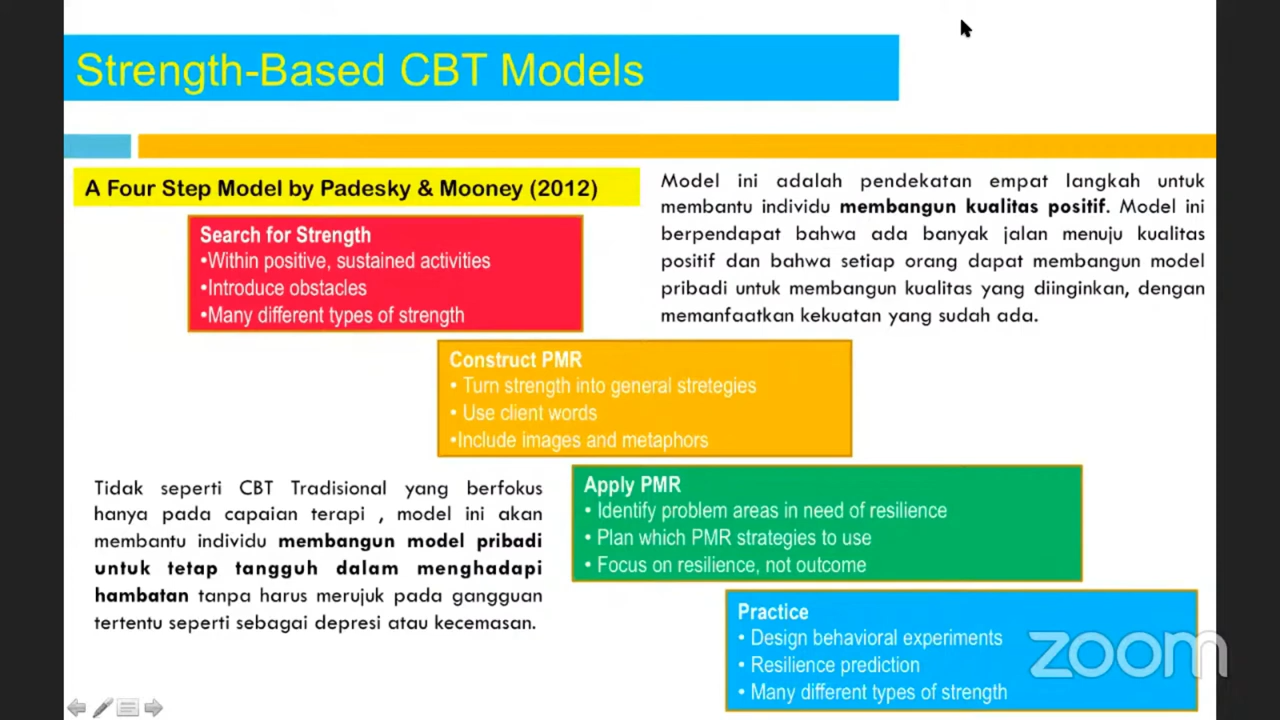 Strength-Based CBT Models
A Four Step Model by Padesky & Mooney (2012)
Model ini adalah pendekatan empat langkah untuk
membantu individu membangun kualitas positif. Model ini
berpendapat bahwa ada banyak jalan menuju kualitas
positif dan bahwa setiap orang dapat membangun model
pribadi untuk membangun kualitas yang diinginkan, dengan
memanfaatkan kekuatan yang sudah ada.
Search for Strength
•Within positive, sustained activities
•Introduce obstacles
•Many different types of strength
Construct PMR
• Turn strength into general stretegies
• Use client words
•Include images and metaphors
Tidak seperti CBT Tradisional yang berfokus
hanya pada capaian terapi , model ini akan
membantu individu membangun model pribadi
untuk tetap tangguh dalam menghadapi
hambatan tanpa harus merujuk pada gangguan
tertentu seperti sebagai depresi atau kecemasan.
Apply PMR
• Identify problem areas in need of resilience
• Plan which PMR strategies to use
• Focus on resilience, not outcome
Practice
• Design behavioral experiments
• Resilience prediction
• Many different types of strength
zoom